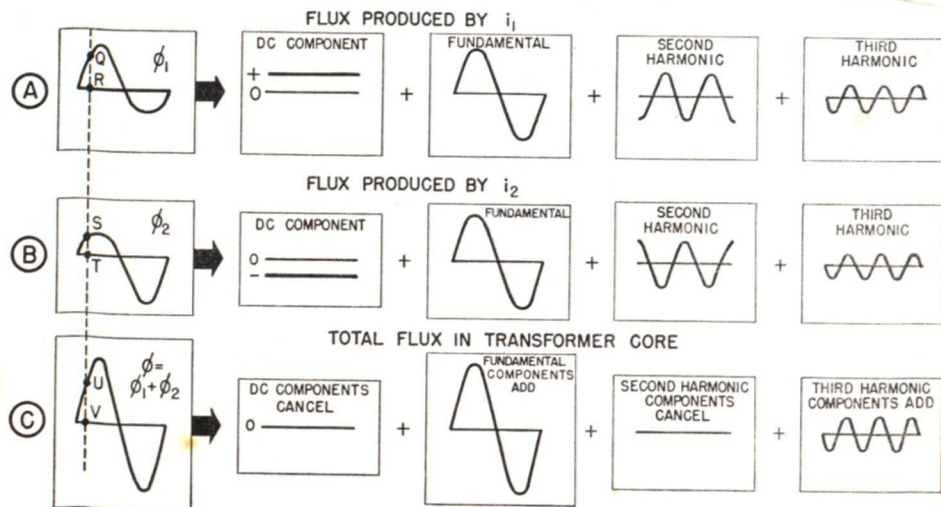 FLUX PRODUCED BY i₁
A
Q
R
ϕ₁
DC COMPONENT
+
0
+
FUNDAMENTAL
+
SECOND
HARMONIC
+
THIRD
HARMONIC
FLUX PRODUCED BY i₂
B
S
T
ϕ₂
DC COMPONENT
0
−
+
FUNDAMENTAL
+
SECOND
HARMONIC
+
THIRD
HARMONIC
TOTAL FLUX IN TRANSFORMER CORE
C
U
V
ϕ=
ϕ₁+ϕ₂
DC COMPONENTS
CANCEL
0
+
FUNDAMENTAL
COMPONENTS
ADD
+
SECOND HARMONIC
COMPONENTS
CANCEL
+
THIRD HARMONIC
COMPONENTS ADD